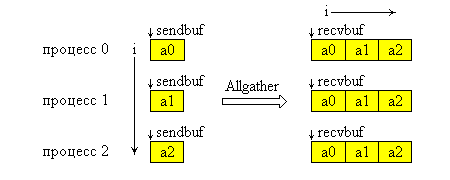 i
sendbuf recvbuf
процесс 0 i a0 a0 a1 a2
sendbuf Allgather recvbuf
процесс 1 a1 a0 a1 a2
sendbuf recvbuf
процесс 2 a2 a0 a1 a2